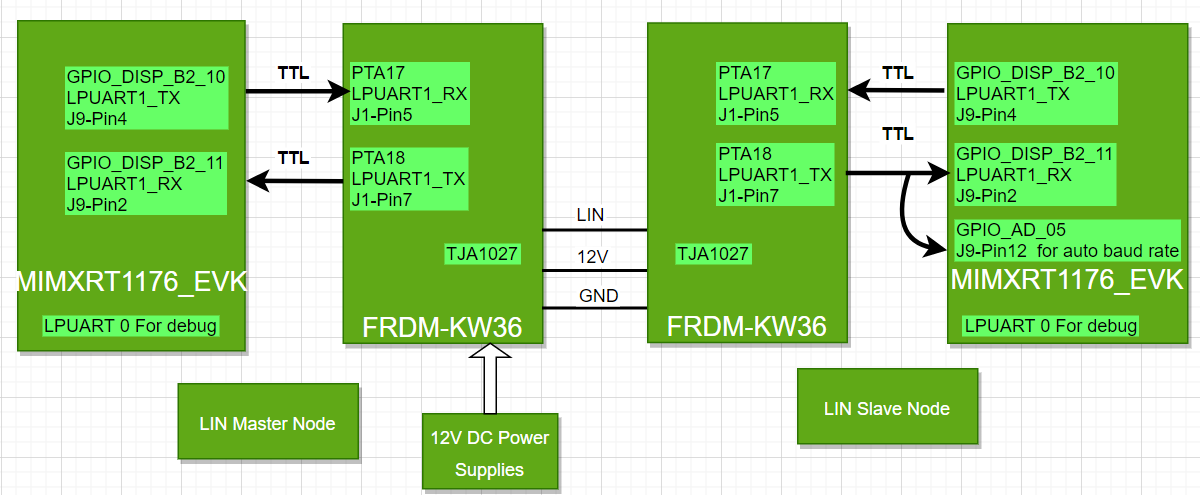 GPIO_DISP_B2_10
LPUART1_TX
J9-Pin4
TTL
PTA17
LPUART1_RX
J1-Pin5
GPIO_DISP_B2_11
LPUART1_RX
J9-Pin2
TTL
PTA18
LPUART1_TX
J1-Pin7
TJA1027
MIMXRT1176_EVK
FRDM-KW36
LPUART 0 For debug
LIN
12V
GND
PTA17
LPUART1_RX
J1-Pin5
TTL
GPIO_DISP_B2_10
LPUART1_TX
J9-Pin4
TTL
PTA18
LPUART1_TX
J1-Pin7
GPIO_DISP_B2_11
LPUART1_RX
J9-Pin2
GPIO_AD_05
J9-Pin12 for auto baud rate
TJA1027
FRDM-KW36
MIMXRT1176_EVK
LPUART 0 For debug
LIN Master Node
12V DC Power
Supplies
LIN Slave Node